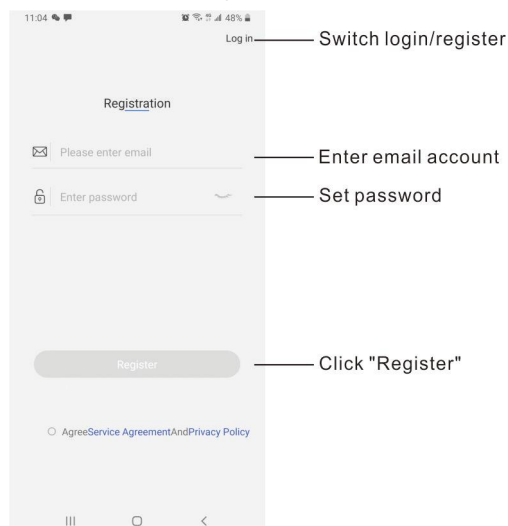 11:04 48%
Log in
Switch login/register
Registration
Please enter email
Enter email account
Enter password
Set password
Register
Click "Register"
AgreeService AgreementAndPrivacy Policy